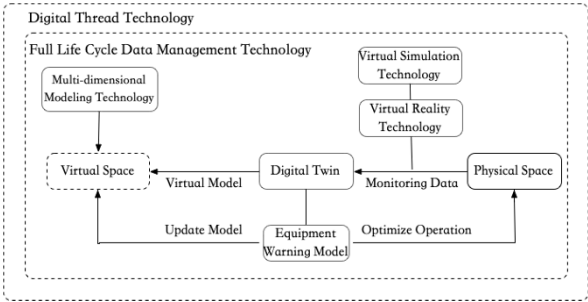 Digital Thread Technology
Full Life Cycle Data Management Technology
Multi-dimensional
Modeling Technology
Virtual Simulation
Technology
Virtual Reality
Technology
Virtual Space
Virtual Model
Digital Twin
Monitoring Data
Physical Space
Update Model
Equipment
Warning Model
Optimize Operation